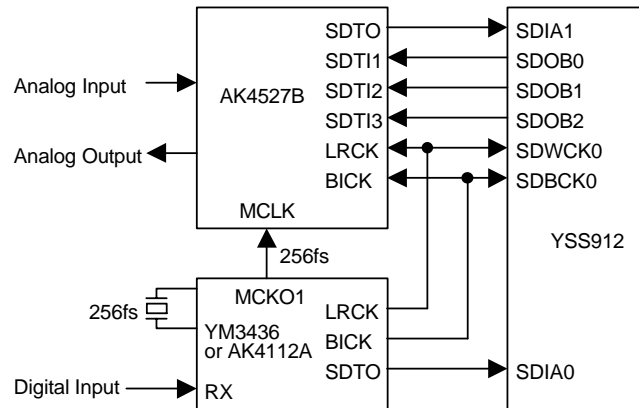 SDTO
SDIA1
SDTI1
SDOB0
Analog Input
AK4527B
SDTI2
SDOB1
SDTI3
SDOB2
Analog Output
LRCK
SDWCK0
BICK
SDBCK0
MCLK
YSS912
256fs
MCKO1
256fs
LRCK
YM3436
or AK4112A
BICK
SDTO
SDIA0
Digital Input
RX